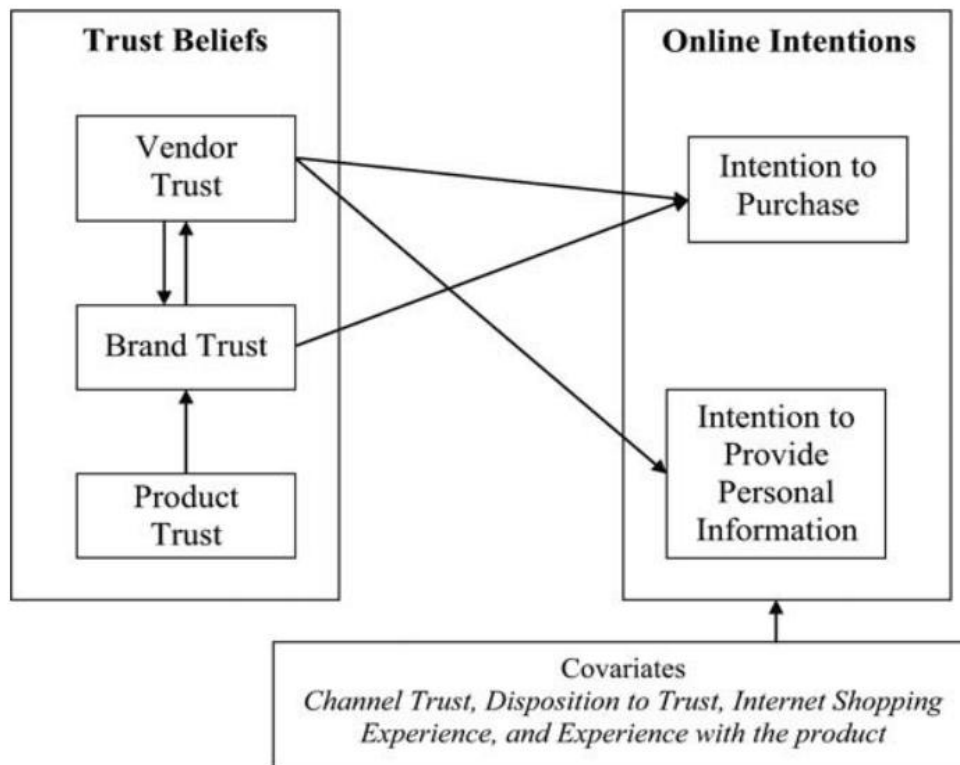 Trust Beliefs
Vendor
Trust
Brand Trust
Product
Trust
Online Intentions
Intention to
Purchase
Intention to
Provide
Personal
Information
Covariates
Channel Trust, Disposition to Trust, Internet Shopping
Experience, and Experience with the product